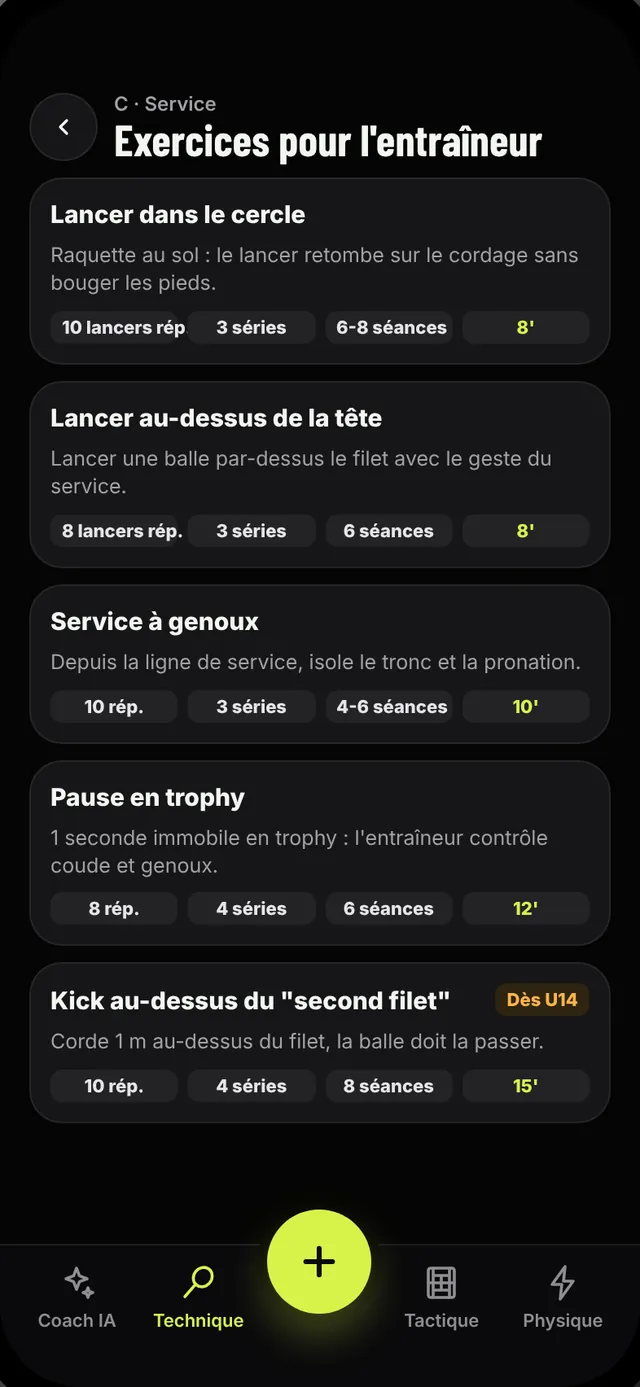 C · Service
Exercices pour l'entraîneur
Lancer dans le cercle
Raquette au sol : le lancer retombe sur le cordage sans
bouger les pieds.
10 lancers rép. 3 séries 6-8 séances 8'
Lancer au-dessus de la tête
Lancer une balle par-dessus le filet avec le geste du
service.
8 lancers rép. 3 séries 6 séances 8'
Service à genoux
Depuis la ligne de service, isole le tronc et la pronation.
10 rép. 3 séries 4-6 séances 10'
Pause en trophy
1 seconde immobile en trophy : l'entraîneur contrôle
coude et genoux.
8 rép. 4 séries 6 séances 12'
Kick au-dessus du "second filet" Dès U14
Corde 1 m au-dessus du filet, la balle doit la passer.
10 rép. 4 séries 8 séances 15'
Coach IA Technique Tactique Physique